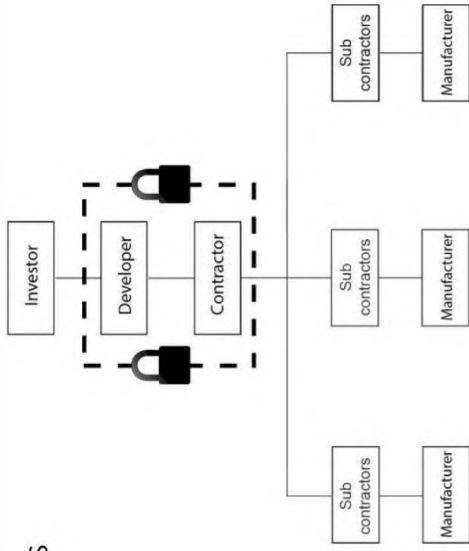 Investor
Developer
Contractor
Sub
contractors
Sub
contractors
Sub
contractors
Manufacturer
Manufacturer
Manufacturer